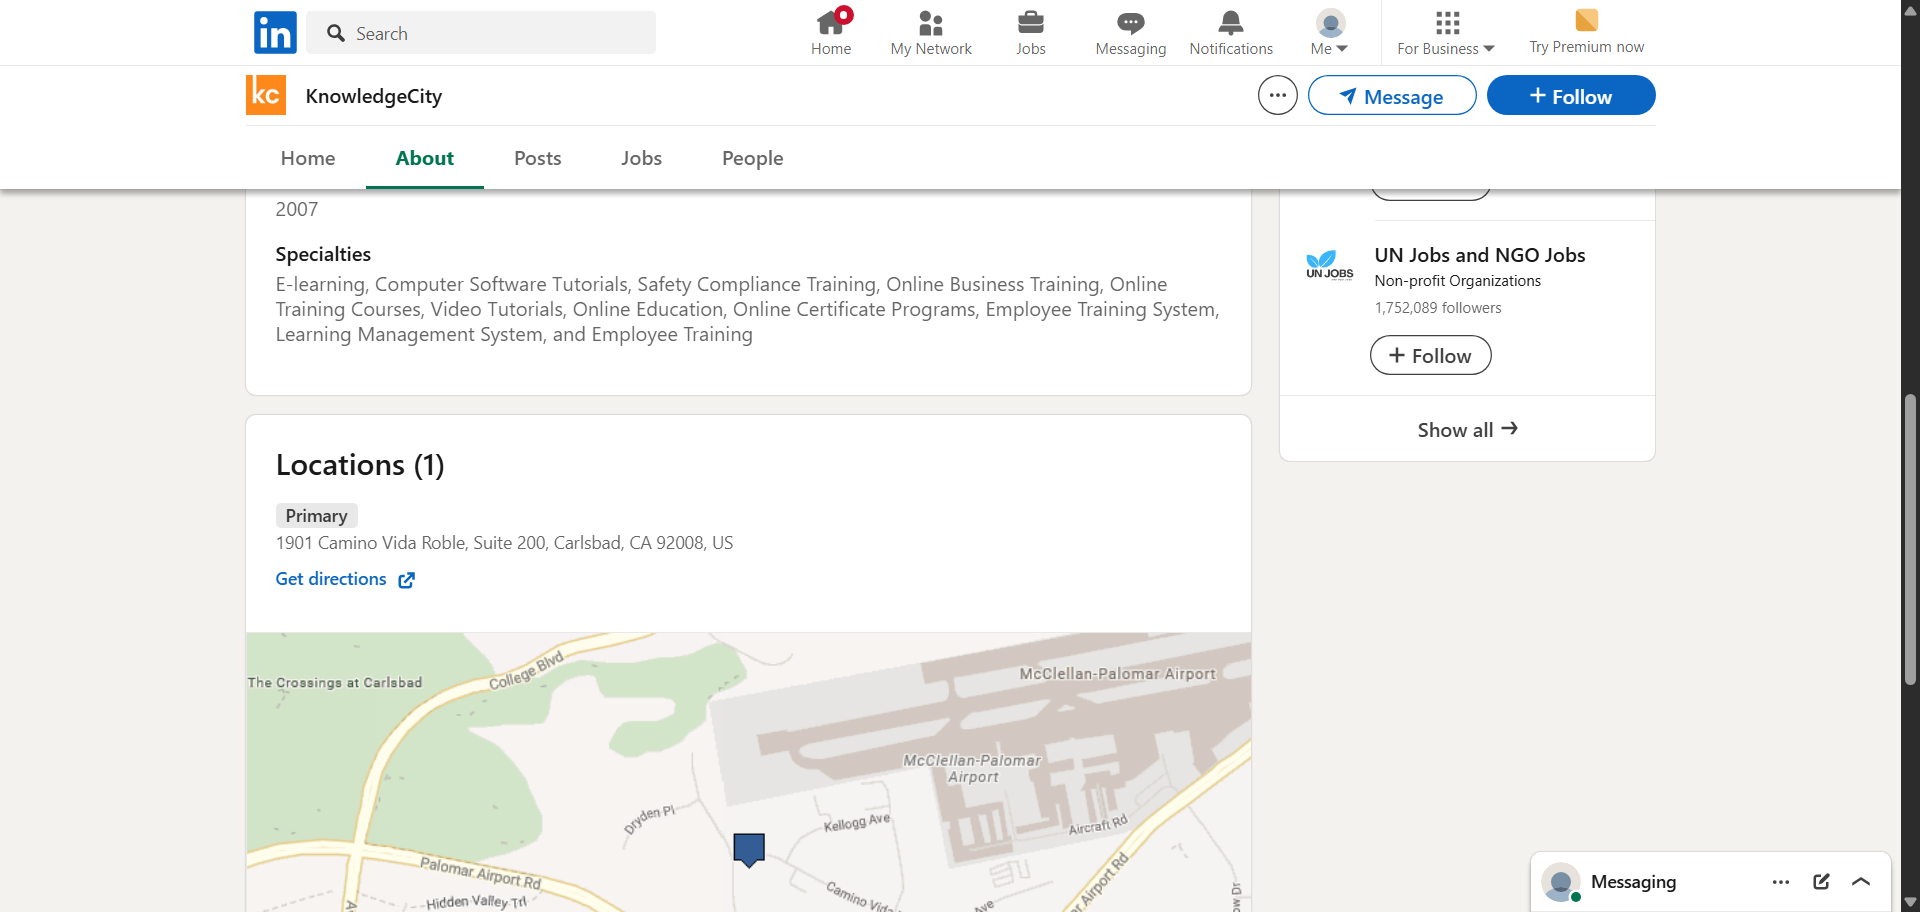 in
Search
Home
My Network
Jobs
Messaging
Notifications
Me
For Business
Try Premium now
kc
KnowledgeCity
Message
+ Follow
Home
About
Posts
Jobs
People
2007
Specialties
E-learning, Computer Software Tutorials, Safety Compliance Training, Online Business Training, Online
Training Courses, Video Tutorials, Online Education, Online Certificate Programs, Employee Training System,
Learning Management System, and Employee Training
UN JOBS
UN Jobs and NGO Jobs
Non-profit Organizations
1,752,089 followers
+ Follow
Show all →
Locations (1)
Primary
1901 Camino Vida Roble, Suite 200, Carlsbad, CA 92008, US
Get directions
The Crossings at Carlsbad
College Blvd
McClellan-Palomar Airport
McClellan-Palomar
Airport
Dryden Pl
Kellogg Ave
Aircraft Rd
Palomar Airport Rd
Hidden Valley Trl
Camino Vida
Ave
r Airport Rd
ow Dr
Messaging